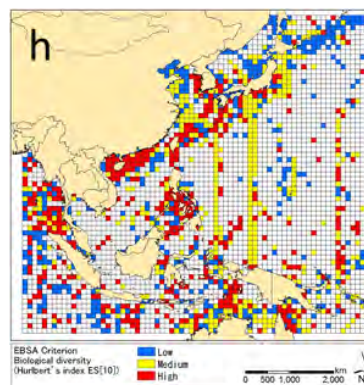 h
EBSA Criterion
Biological diversity
(Hurlbert's index ES[10])
Low
Medium
High
0 500 1,000 2,000
km